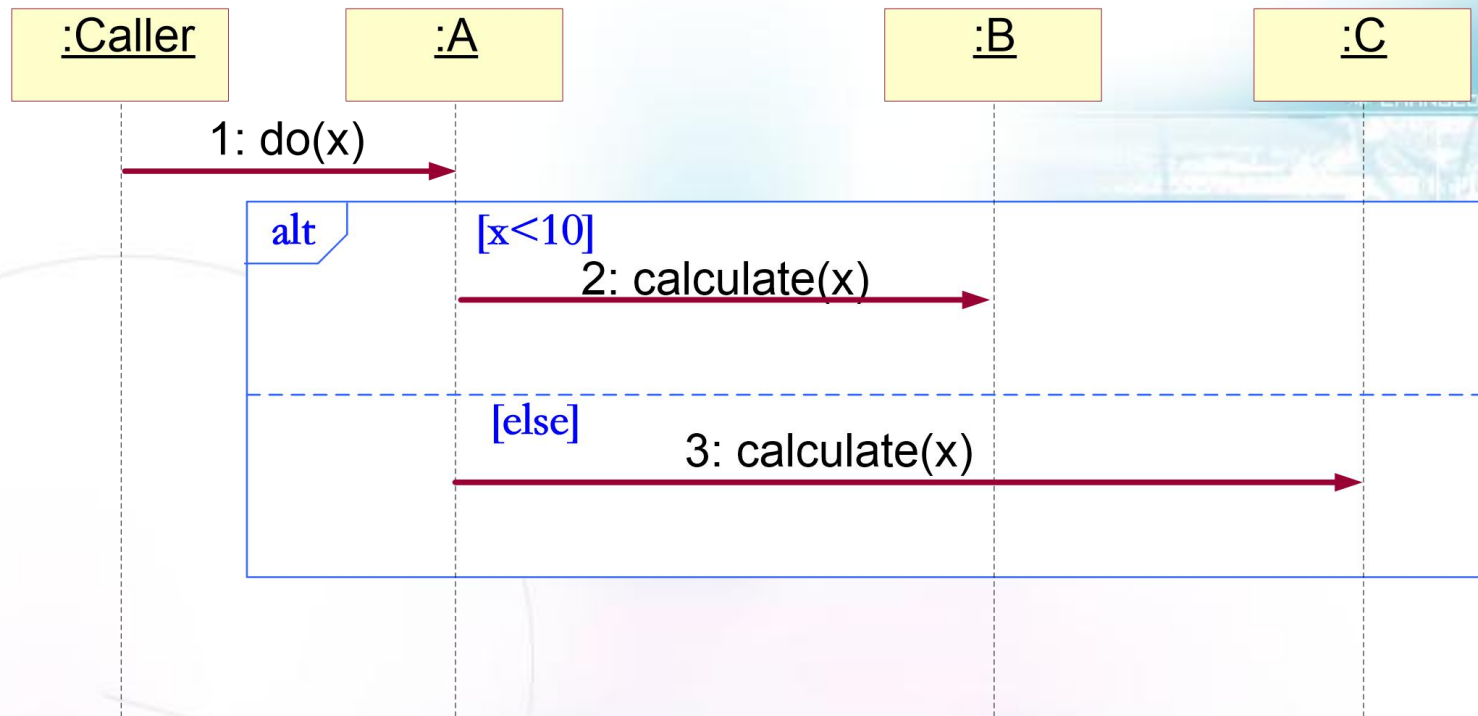 :Caller :A :B :C
1: do(x)
alt [x<10]
2: calculate(x)
[else]
3: calculate(x)